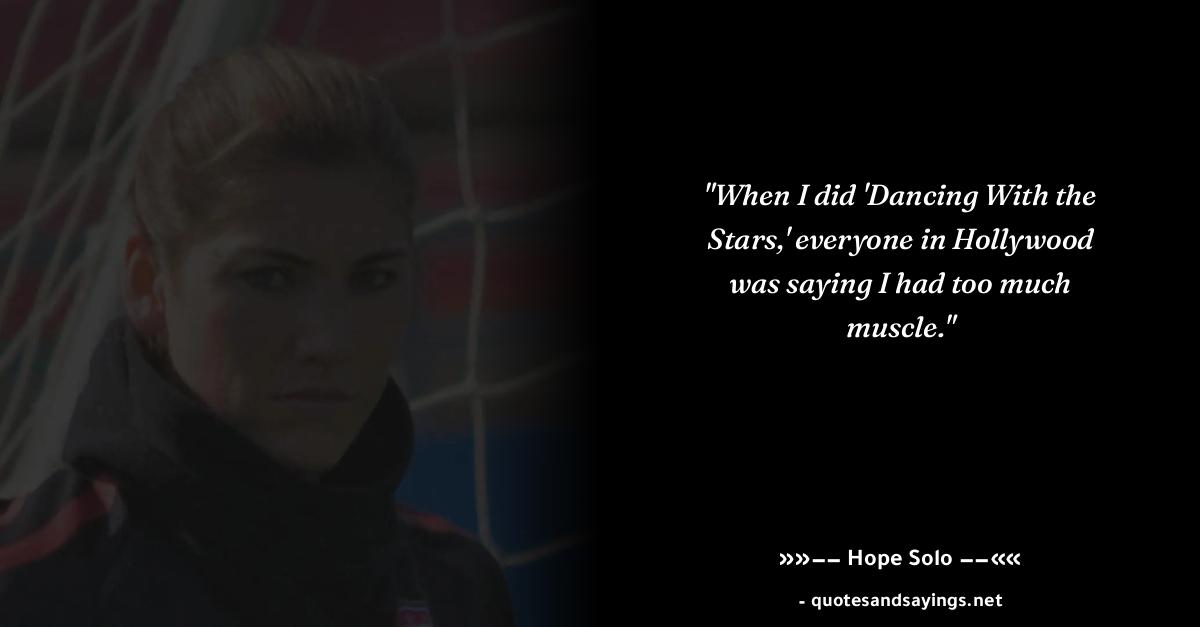 "When I did 'Dancing With the
Stars,' everyone in Hollywood
was saying I had too much
muscle."
»»−− Hope Solo −−««
- quotesandsayings.net